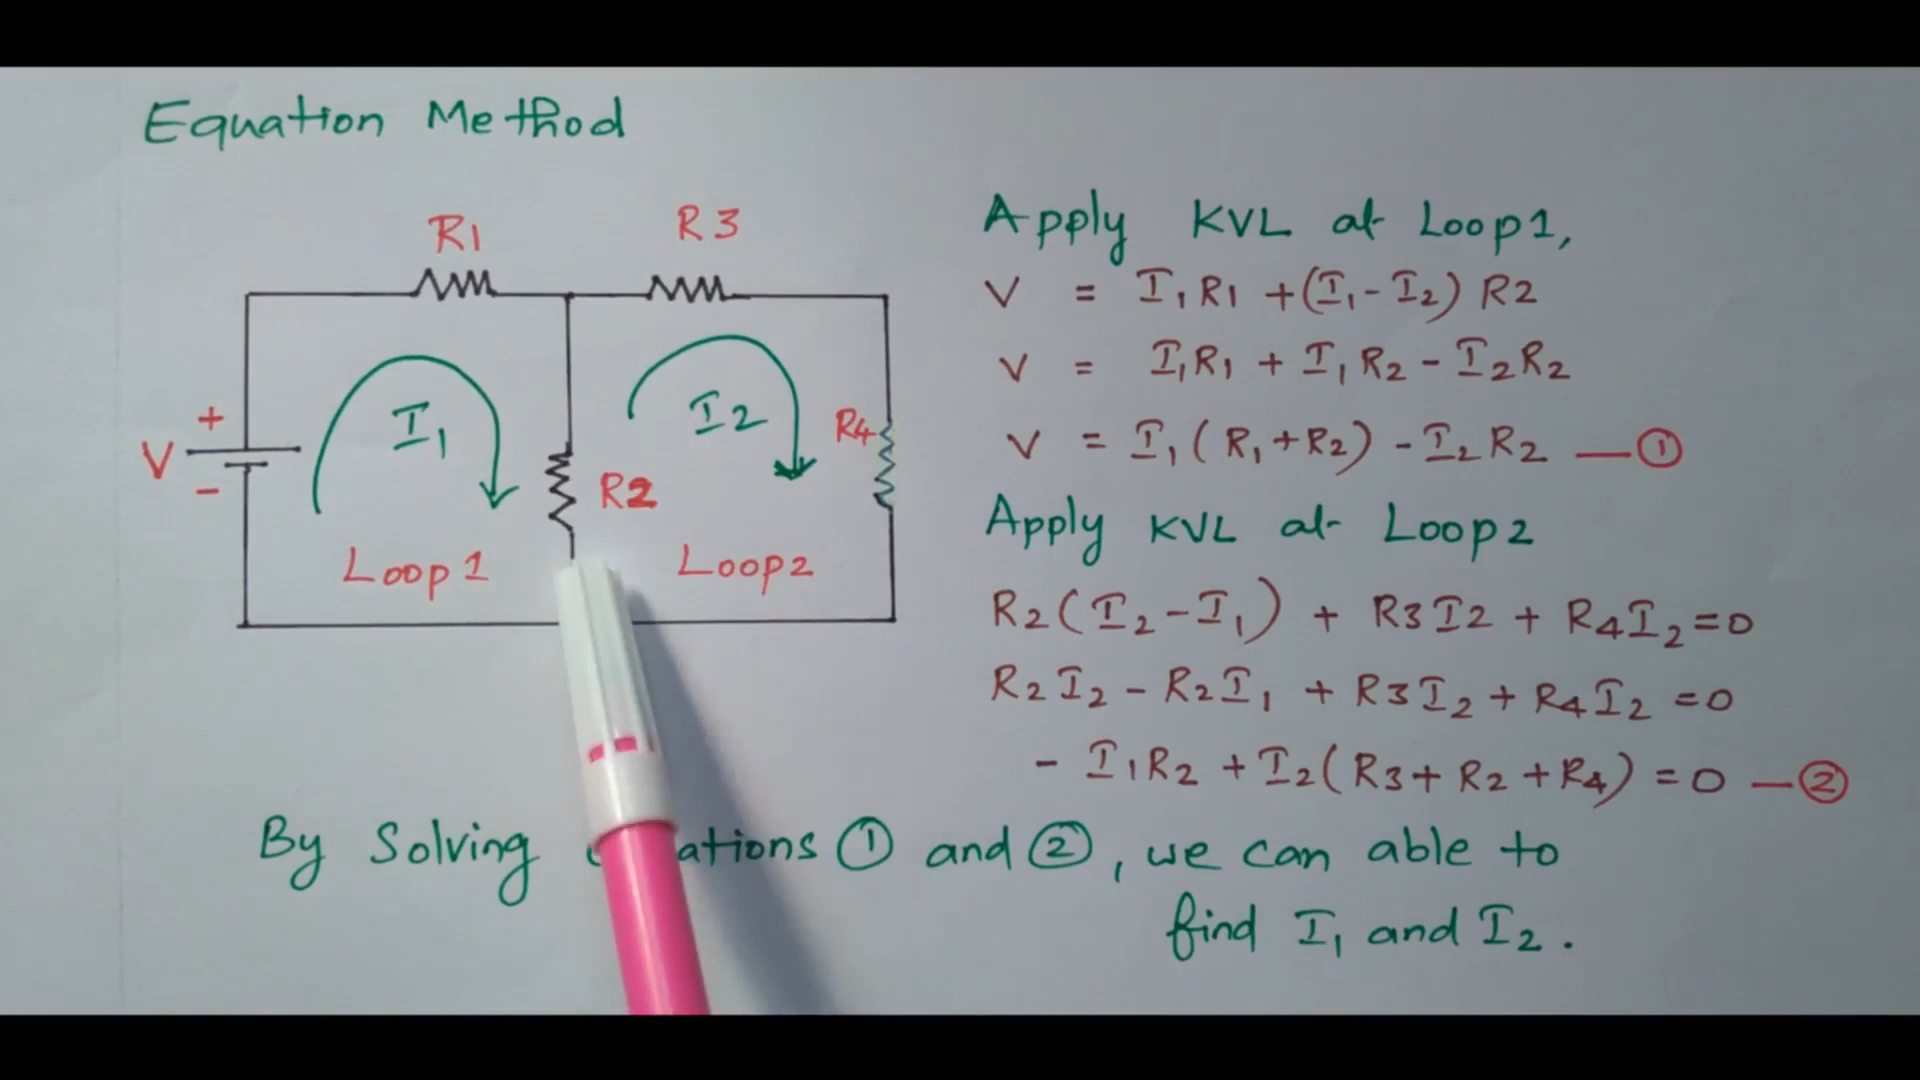 Equation Method
R1
R3
I1
I2
+
V
-
R2
R4
Loop1
Loop2
Apply KVL at Loop1,
V = I1R1 + (I1 - I2) R2
V = I1R1 + I1R2 - I2R2
V = I1(R1+R2) - I2R2 —①
Apply KVL at Loop2
R2(I2-I1) + R3I2 + R4I2=0
R2I2 - R2I1 + R3I2 + R4I2 =0
- I1R2 + I2(R3+R2+R4) = 0 —②
By Solving ations ① and ②, we can able to
find I1 and I2.